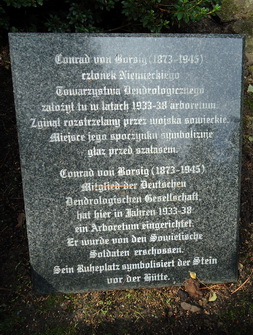 Conrad von Borsig (1873-1945)
członek Niemieckiego
Towarzystwa Dendrologicznego
założył tu w latach 1933-38 arboretum.
Zginął rozstrzelany przez wojska sowieckie.
Miejsce jego spoczynku symbolizuje
głaz przed szałasem.
Conrad von Borsig (1873-1945)
Mitglied der Deutschen
Dendrologischen Gesellschaft,
hat hier in Jahren 1933-38
ein Arboretum eingerichtet.
Er wurde von den Sowietische
Soldaten erschossen.
Sein Ruheplatz symbolisiert der Stein
vor der Hütte.